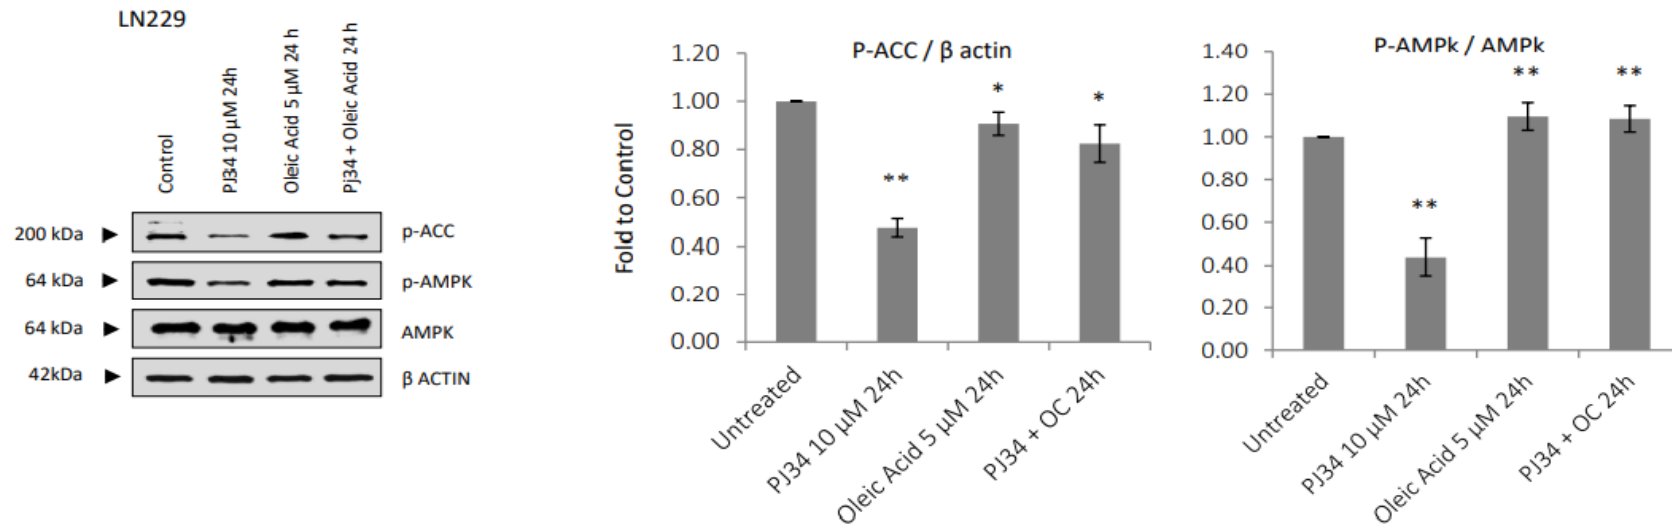 LN229
Control
PJ34 10 µM 24h
Oleic Acid 5 µM 24 h
Pj34 + Oleic Acid 24 h
200 kDa p-ACC
64 kDa p-AMPK
64 kDa AMPK
42kDa β ACTIN
P-ACC / β actin
Fold to Control
1.20
1.00
0.80
0.60
0.40
0.20
0.00
**
*
*
Untreated
PJ34 10 µM 24h
Oleic Acid 5 µM 24h
PJ34 + OC 24h
P-AMPk / AMPk
1.40
1.20
1.00
0.80
0.60
0.40
0.20
0.00
**
**
**
Untreated
PJ34 10 µM 24h
Oleic Acid 5 µM 24h
PJ34 + OC 24h